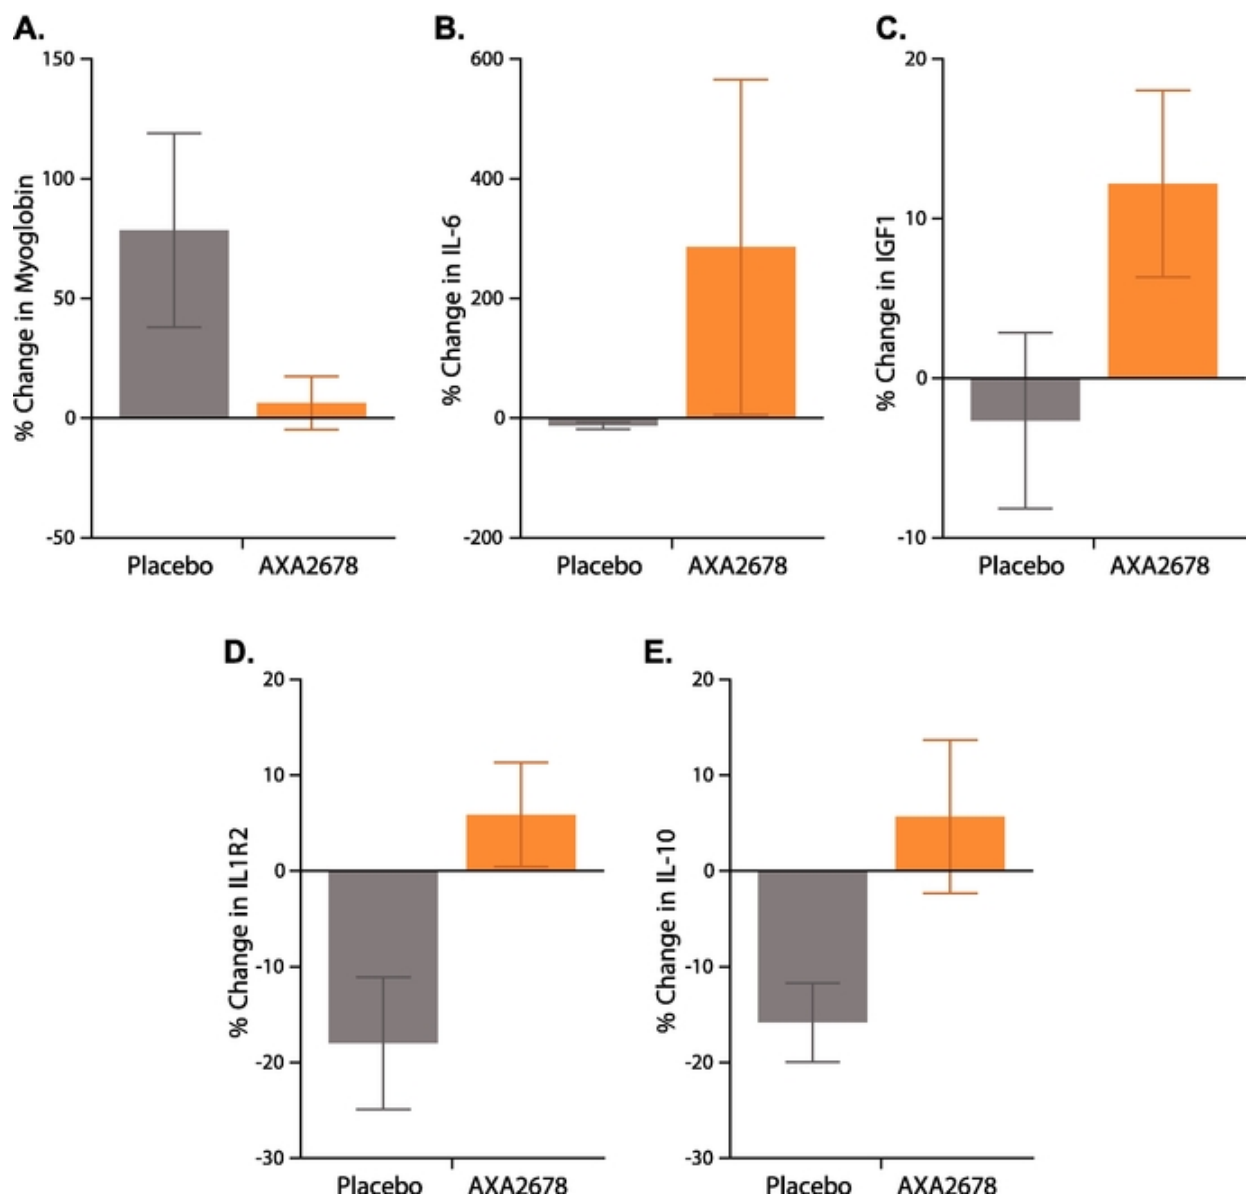 A.
% Change in Myoglobin
150
100
50
0
-50
Placebo
AXA2678
B.
% Change in IL-6
600
400
200
0
-200
Placebo
AXA2678
C.
% Change in IGF1
20
10
0
-10
Placebo
AXA2678
D.
% Change in IL1R2
20
10
0
-10
-20
-30
Placebo
AXA2678
E.
% Change in IL-10
20
10
0
-10
-20
-30
Placebo
AXA2678